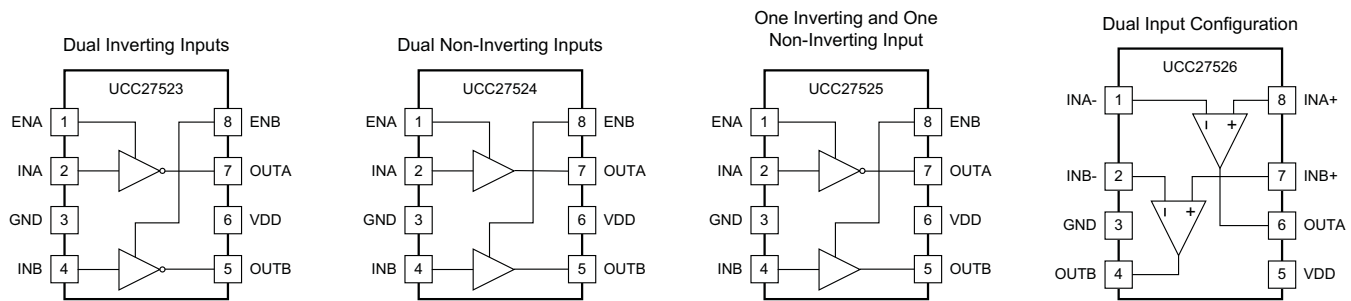 Dual Inverting Inputs
UCC27523
ENA 1
8 ENB
INA 2
7 OUTA
GND 3
6 VDD
INB 4
5 OUTB
Dual Non-Inverting Inputs
UCC27524
ENA 1
8 ENB
INA 2
7 OUTA
GND 3
6 VDD
INB 4
5 OUTB
One Inverting and One
Non-Inverting Input
UCC27525
ENA 1
8 ENB
INA 2
7 OUTA
GND 3
6 VDD
INB 4
5 OUTB
Dual Input Configuration
UCC27526
INA- 1
8 INA+
- +
INB- 2
7 INB+
- +
GND 3
6 OUTA
OUTB 4
5 VDD